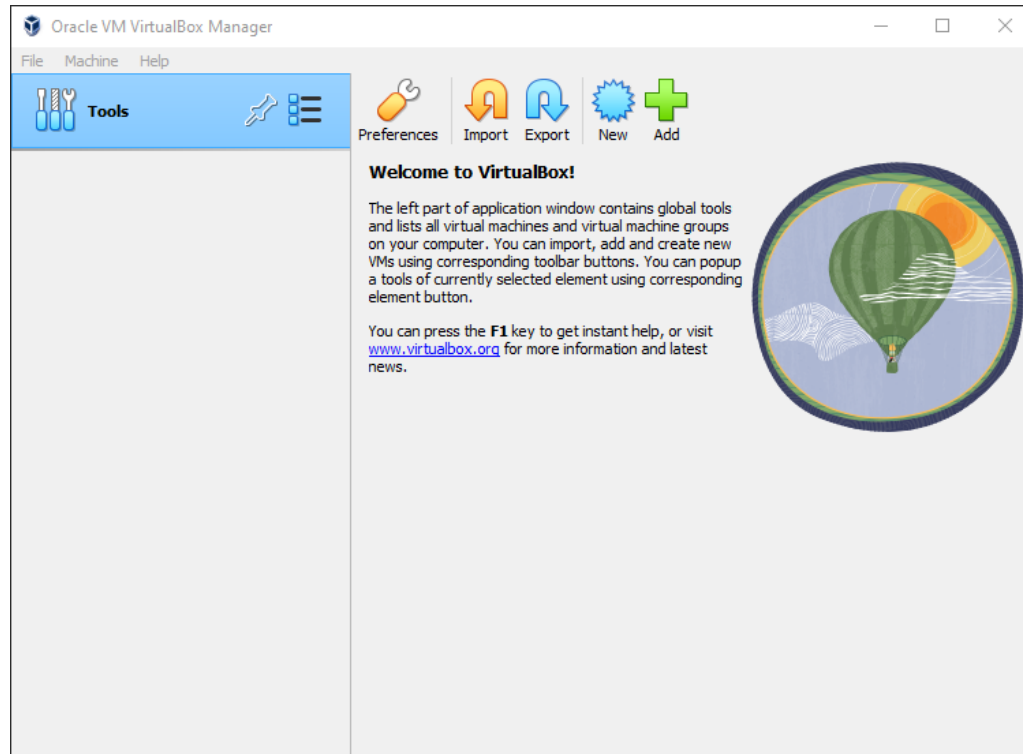 Oracle VM VirtualBox Manager
File Machine Help
Tools
Preferences Import Export New Add
Welcome to VirtualBox!
The left part of application window contains global tools
and lists all virtual machines and virtual machine groups
on your computer. You can import, add and create new
VMs using corresponding toolbar buttons. You can popup
a tools of currently selected element using corresponding
element button.
You can press the F1 key to get instant help, or visit
www.virtualbox.org for more information and latest
news.